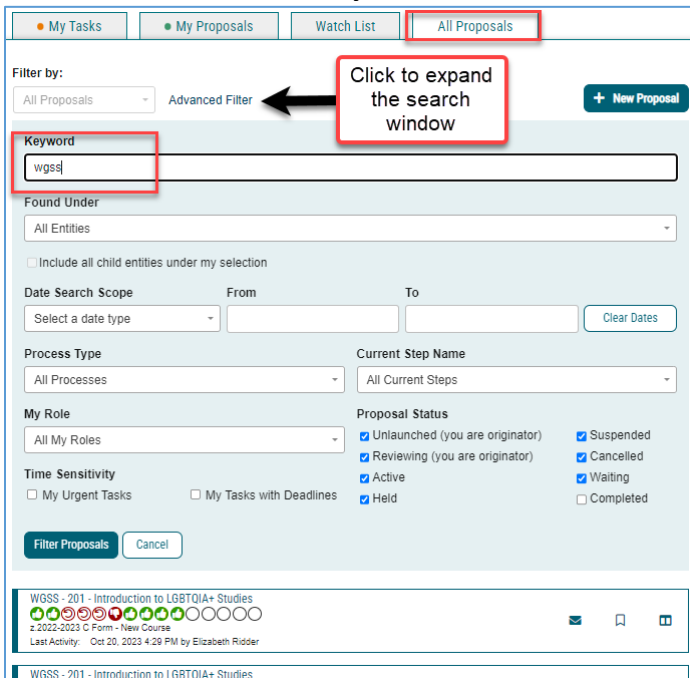 My Tasks My Proposals Watch List All Proposals
Filter by:
All Proposals Advanced Filter
Click to expand
the search
window
+ New Proposal
Keyword
wgss
Found Under
All Entities
Include all child entities under my selection
Date Search Scope From To
Select a date type Clear Dates
Process Type Current Step Name
All Processes All Current Steps
My Role Proposal Status
All My Roles Unlaunched (you are originator) Suspended
Reviewing (you are originator) Cancelled
Time Sensitivity Active Waiting
My Urgent Tasks My Tasks with Deadlines Held Completed
Filter Proposals Cancel
WGSS - 201 - Introduction to LGBTQIA+ Studies
z.2022-2023 C Form - New Course
Last Activity: Oct 20, 2023 4:29 PM by Elizabeth Ridder
WGSS - 201 - Introduction to LGBTQIA+ Studies